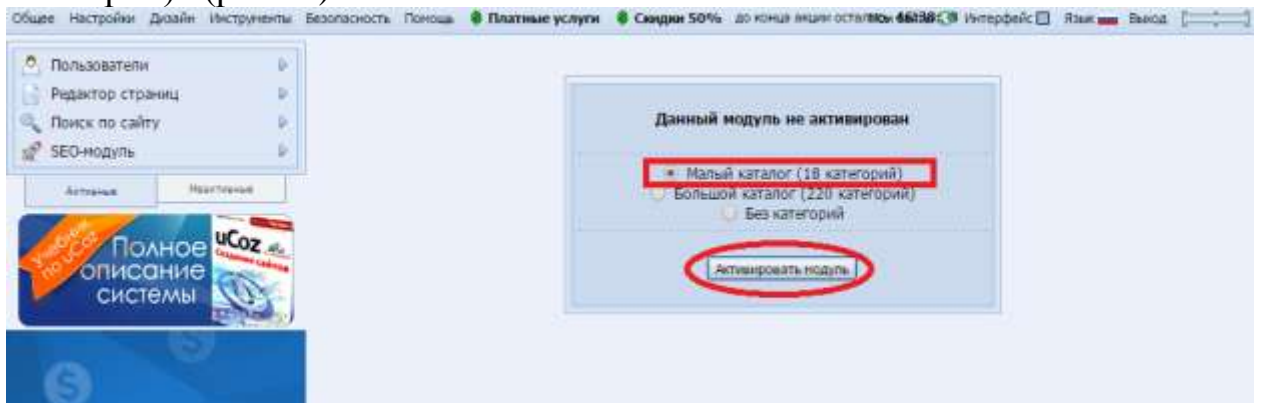 Общее Настройки Дизайн Инструменты Безопасность Помощь Платные услуги Скидки 50% до конца акции Интерфейс Язык Выход
Пользователи
Редактор страниц
Поиск по сайту
SEO-модуль
Активные Неактивные
Учебник по uCoz
Полное описание системы
uCoz
Создание сайтов
Данный модуль не активирован
Малый каталог (18 категорий)
Большой каталог (220 категорий)
Без категорий
Активировать модуль